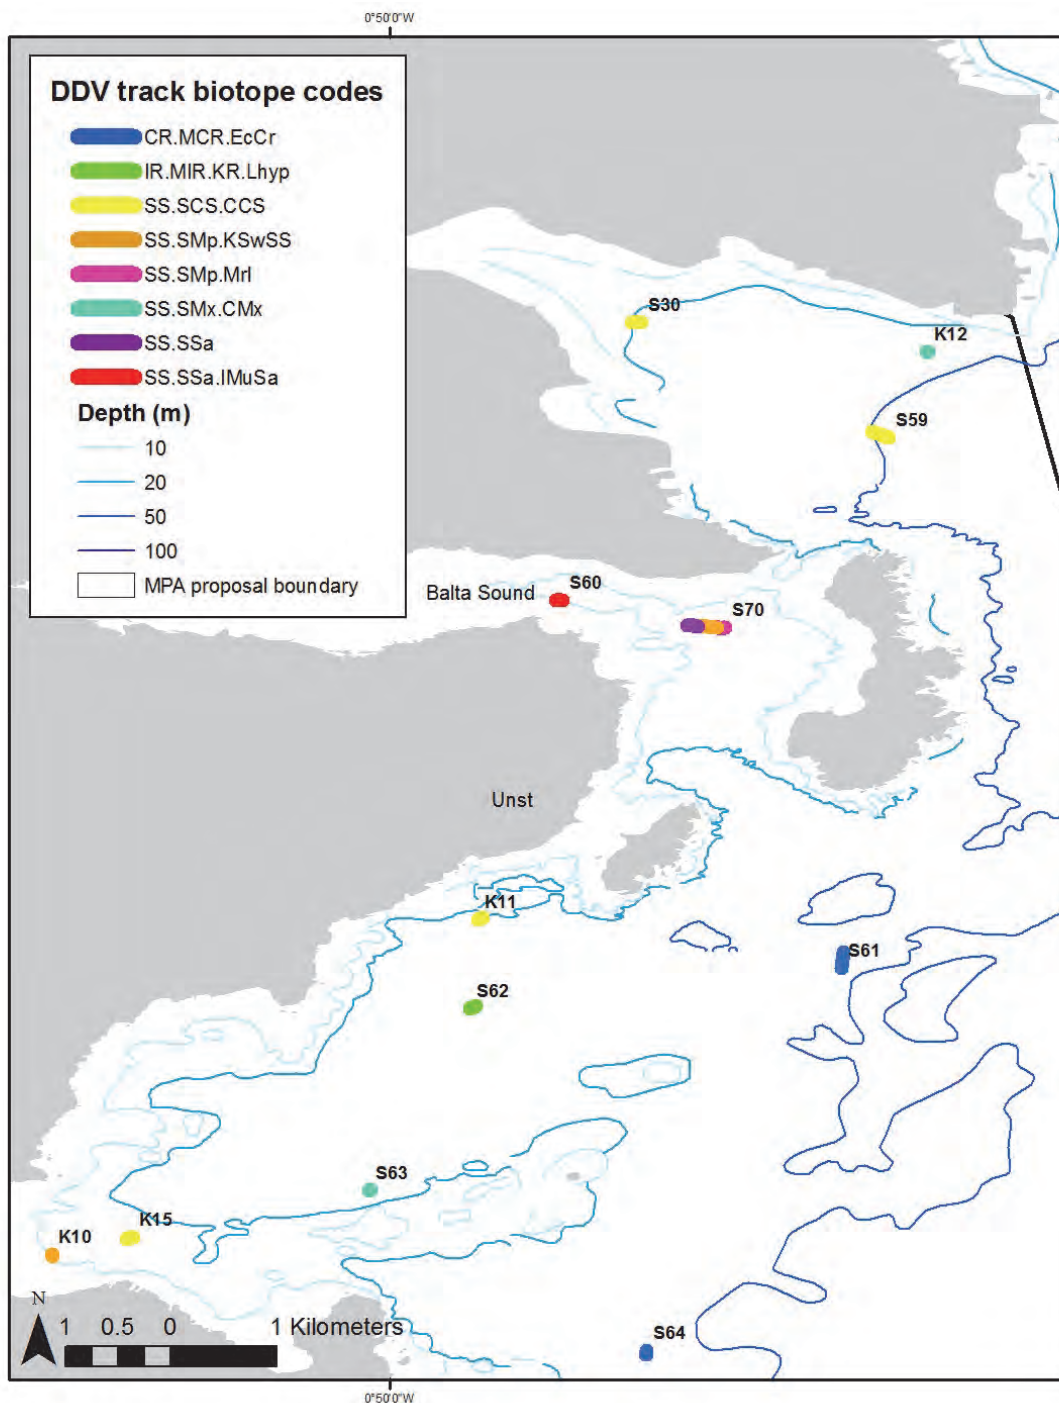 0°50'0"W
DDV track biotope codes
CR.MCR.EcCr
IR.MIR.KR.Lhyp
SS.SCS.CCS
SS.SMp.KSwSS
SS.SMp.Mrl
SS.SMx.CMx
SS.SSa
SS.SSa.IMuSa
Depth (m)
10
20
50
100
MPA proposal boundary
S30
K12
S59
Balta Sound
S60
S70
Unst
K11
S61
S62
S63
K15
K10
S64
N
1 0.5 0 1 Kilometers
0°50'0"W